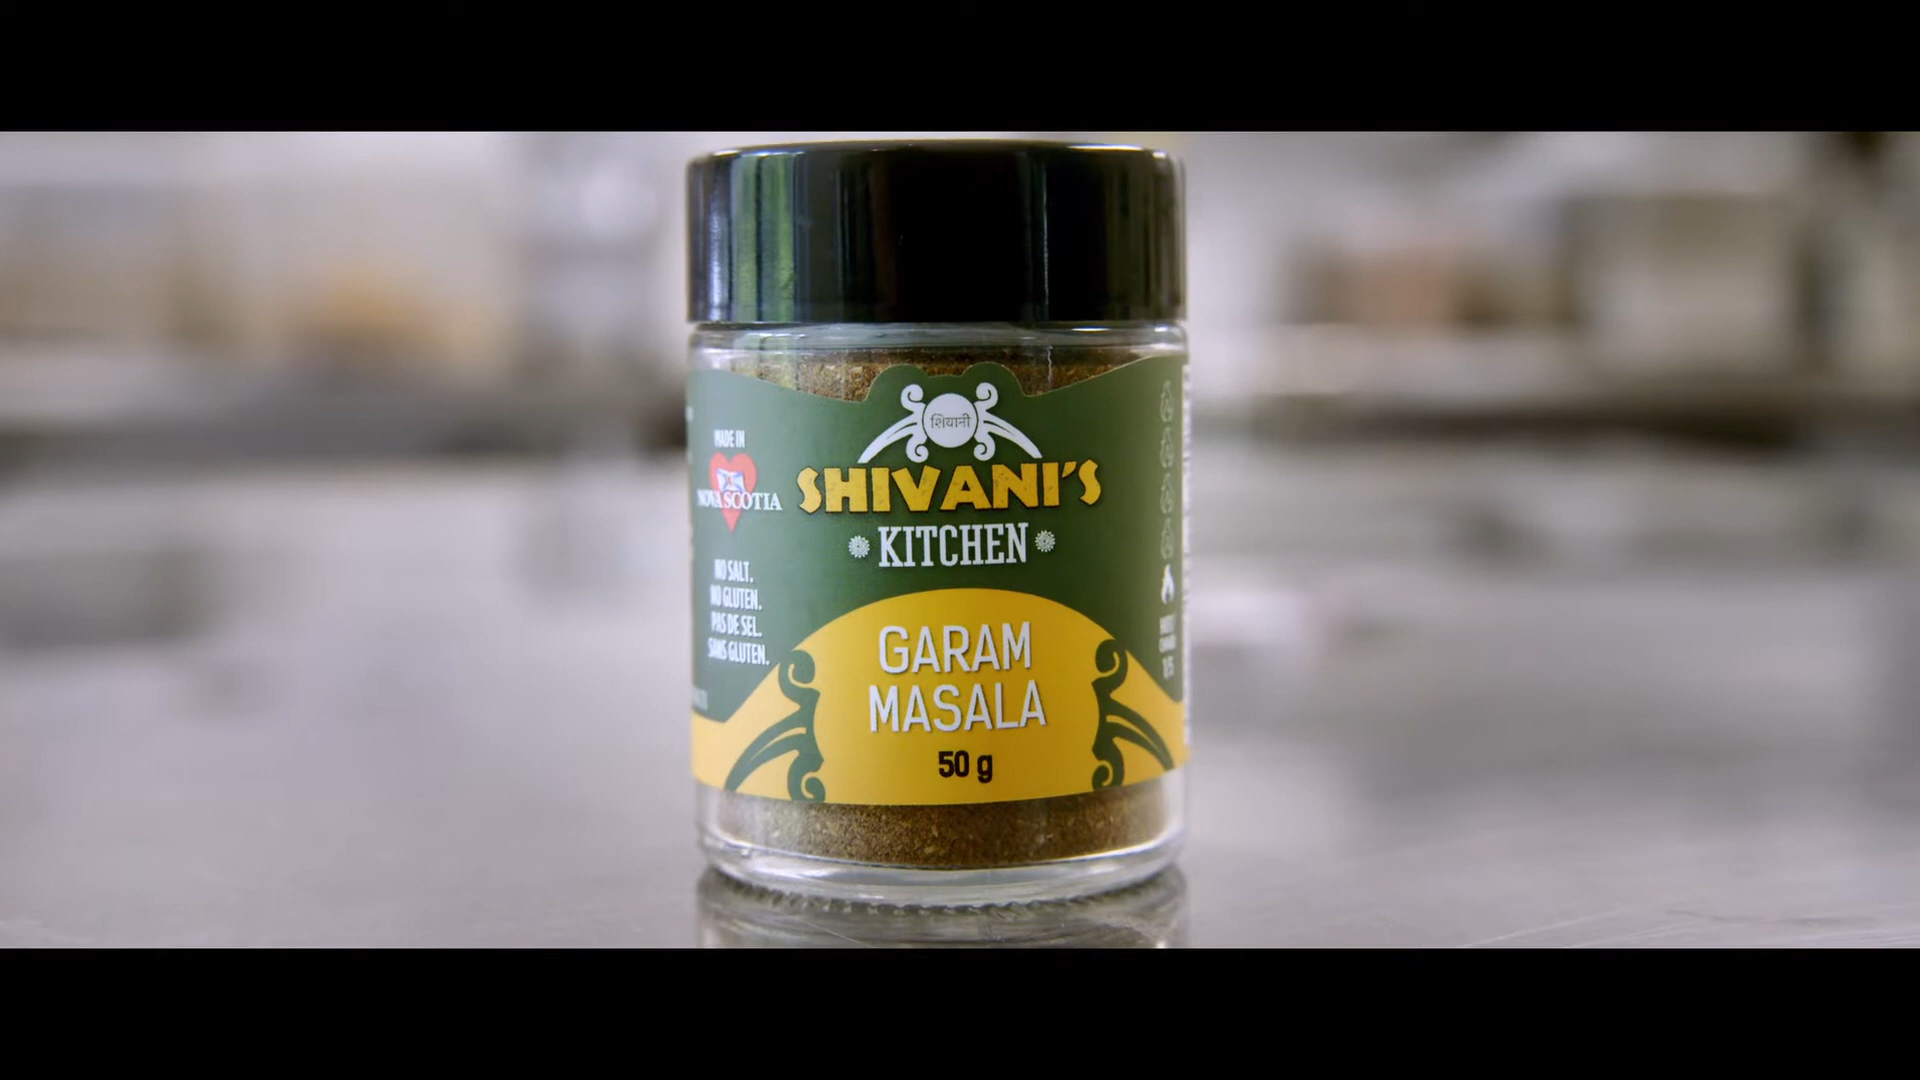 शिवानी
SHIVANI'S
KITCHEN
GARAM
MASALA
50 g
MADE IN
NOVA SCOTIA
NO SALT.
NO GLUTEN.
PAS DE SEL.
SANS GLUTEN.